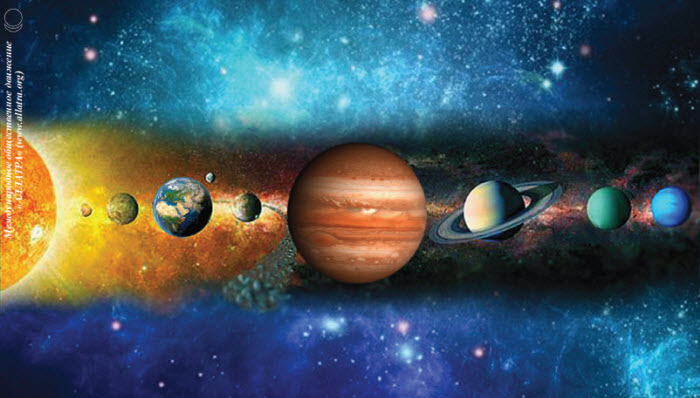 Международное общественное движение
«АЛЛАТРА» (www.allatra.org)